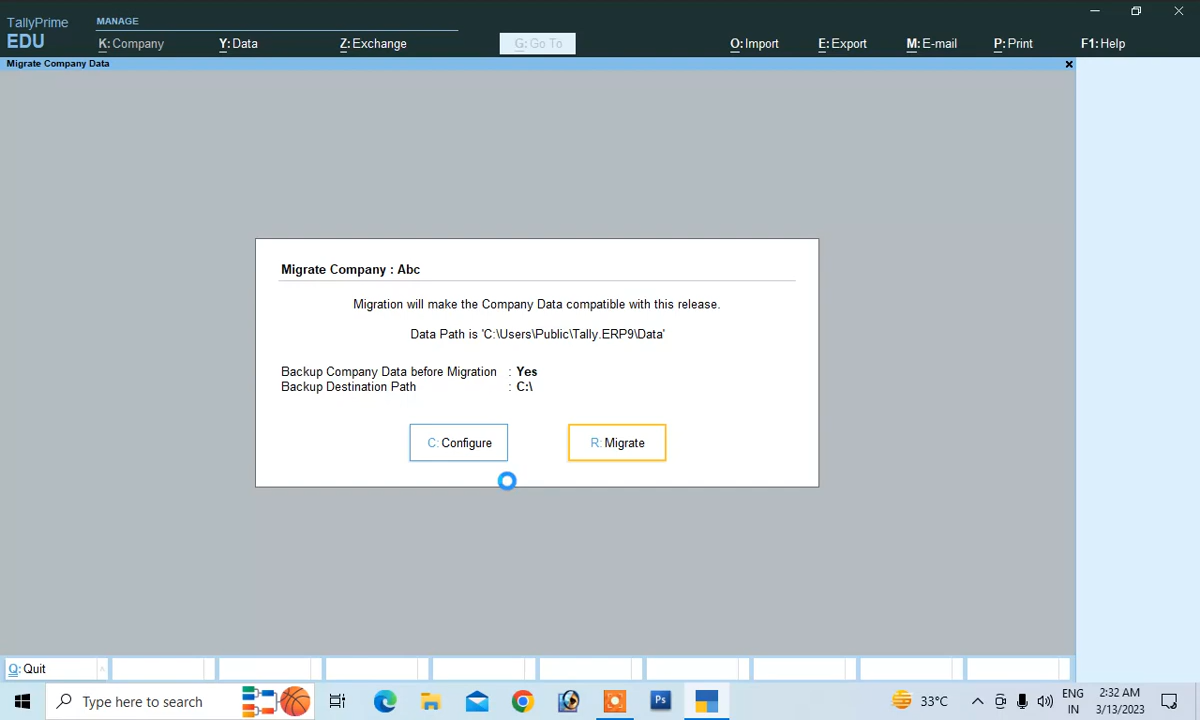 TallyPrime
EDU
MANAGE
K: Company
Y: Data
Z: Exchange
G: Go To
O: Import
E: Export
M: E-mail
P: Print
F1: Help
Migrate Company Data
x
Migrate Company : Abc
Migration will make the Company Data compatible with this release.
Data Path is 'C:\Users\Public\Tally.ERP9\Data'
Backup Company Data before Migration : Yes
Backup Destination Path : C:\
C: Configure
R: Migrate
Q: Quit
Type here to search
Ps
33°C
ENG
IN
2:32 AM
3/13/2023